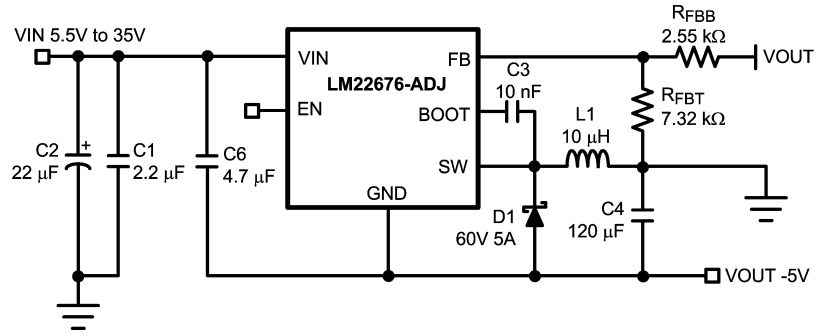 VIN 5.5V to 35V
VIN
LM22676-ADJ
FB
EN
BOOT
SW
GND
C2
22 μF
+
C1
2.2 μF
C6
4.7 μF
C3
10 nF
L1
10 μH
RFBB
2.55 kΩ
VOUT
RFBT
7.32 kΩ
D1
60V 5A
C4
120 μF
VOUT -5V